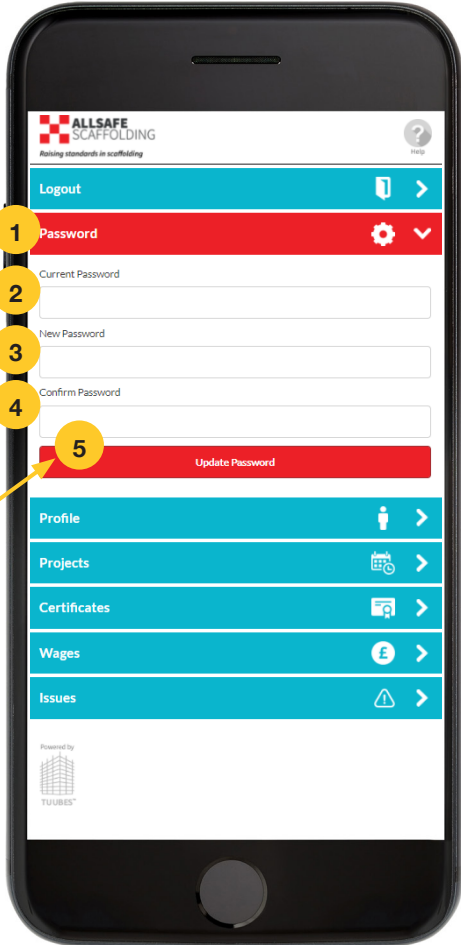 ALLSAFE
SCAFFOLDING
Raising standards in scaffolding
Help
Logout
1 Password
Current Password
2
New Password
3
Confirm Password
4
5 Update Password
Profile
Projects
Certificates
Wages
£
Issues
Powered by
TUUBES™